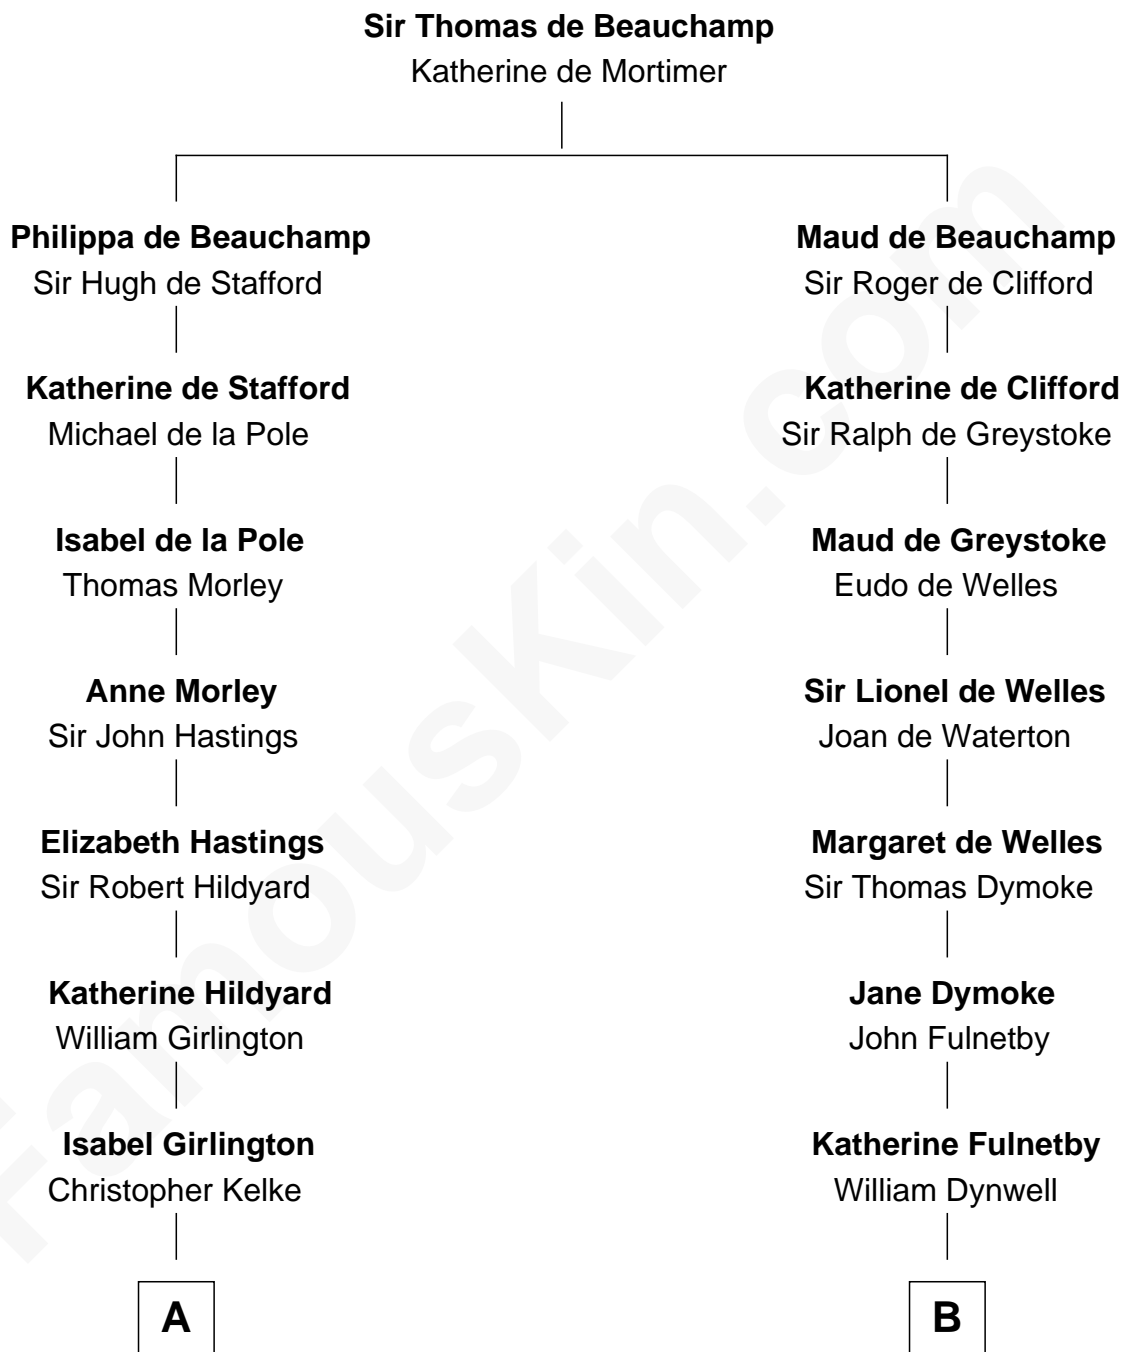 Sir Thomas de Beauchamp
Katherine de Mortimer
Philippa de Beauchamp
Sir Hugh de Stafford
Maud de Beauchamp
Sir Roger de Clifford
Katherine de Stafford
Michael de la Pole
Katherine de Clifford
Sir Ralph de Greystoke
Isabel de la Pole
Thomas Morley
Maud de Greystoke
Eudo de Welles
Anne Morley
Sir John Hastings
Sir Lionel de Welles
Joan de Waterton
Elizabeth Hastings
Sir Robert Hildyard
Margaret de Welles
Sir Thomas Dymoke
Katherine Hildyard
William Girlington
Jane Dymoke
John Fulnetby
Isabel Girlington
Christopher Kelke
Katherine Fulnetby
William Dynwell
A
B
FamousKin.com